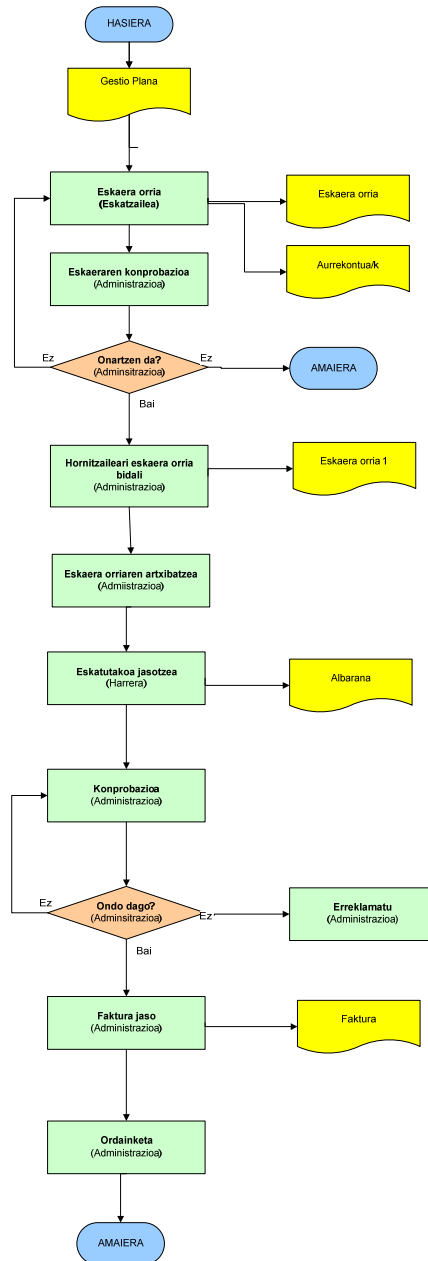 HASIERA
Gestio Plana
Eskaera orria
(Eskatzailea)
Eskaera orria
Eskaeraren konprobazioa
(Administrazioa)
Aurrekontua/k
Ez
Onartzen da?
(Adminsitrazioa)
Ez
AMAIERA
Bai
Hornitzaileari eskaera orria
bidali
(Administrazioa)
Eskaera orria 1
Eskaera orriaren artxibatzea
(Admiistrazioa)
Eskatutakoa jasotzea
(Harrera)
Albarana
Konprobazioa
(Administrazioa)
Ez
Ondo dago?
(Adminsitrazioa)
Ez
Erreklamatu
(Administrazioa)
Bai
Faktura jaso
(Administrazioa)
Faktura
Ordainketa
(Administrazioa)
AMAIERA